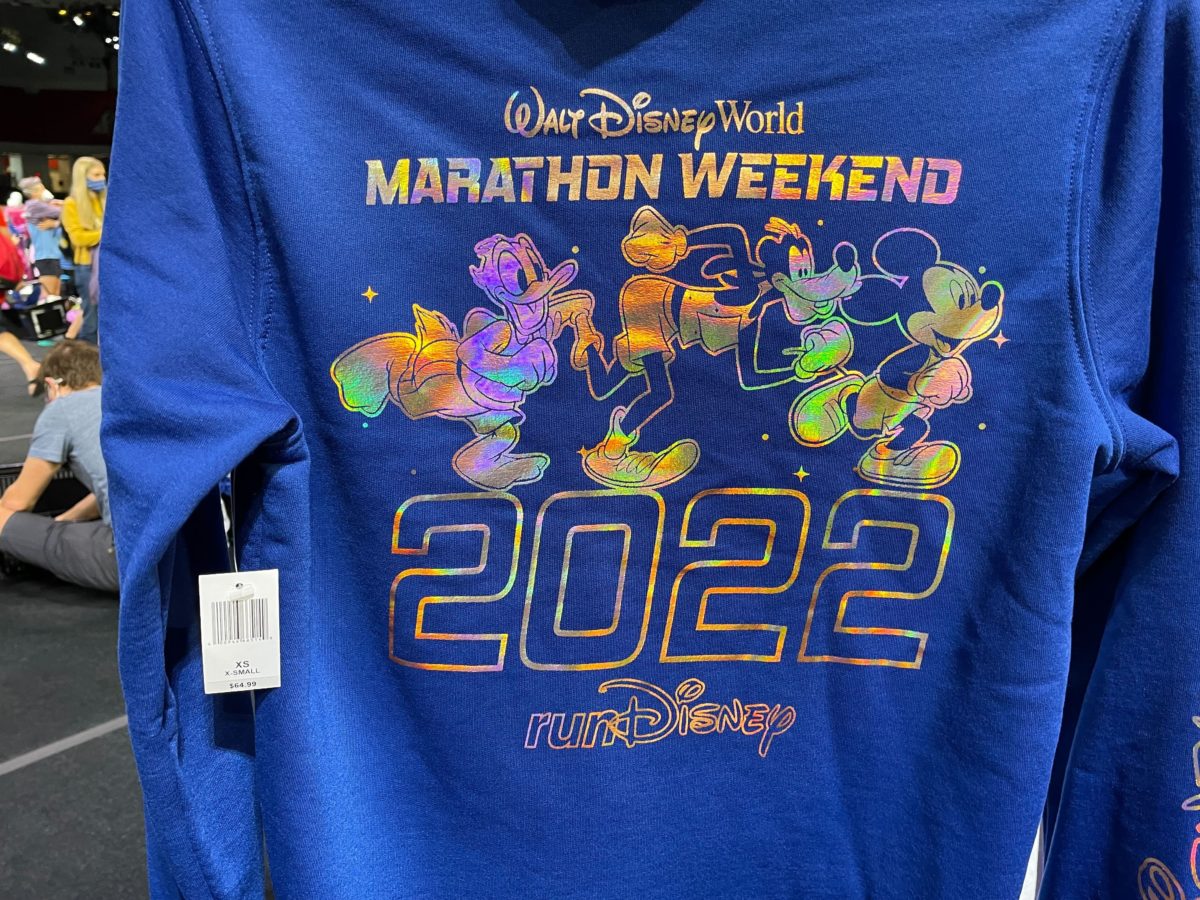 Walt Disney World
MARATHON WEEKEND
2022
runDisney
XS
X-SMALL
$64.99